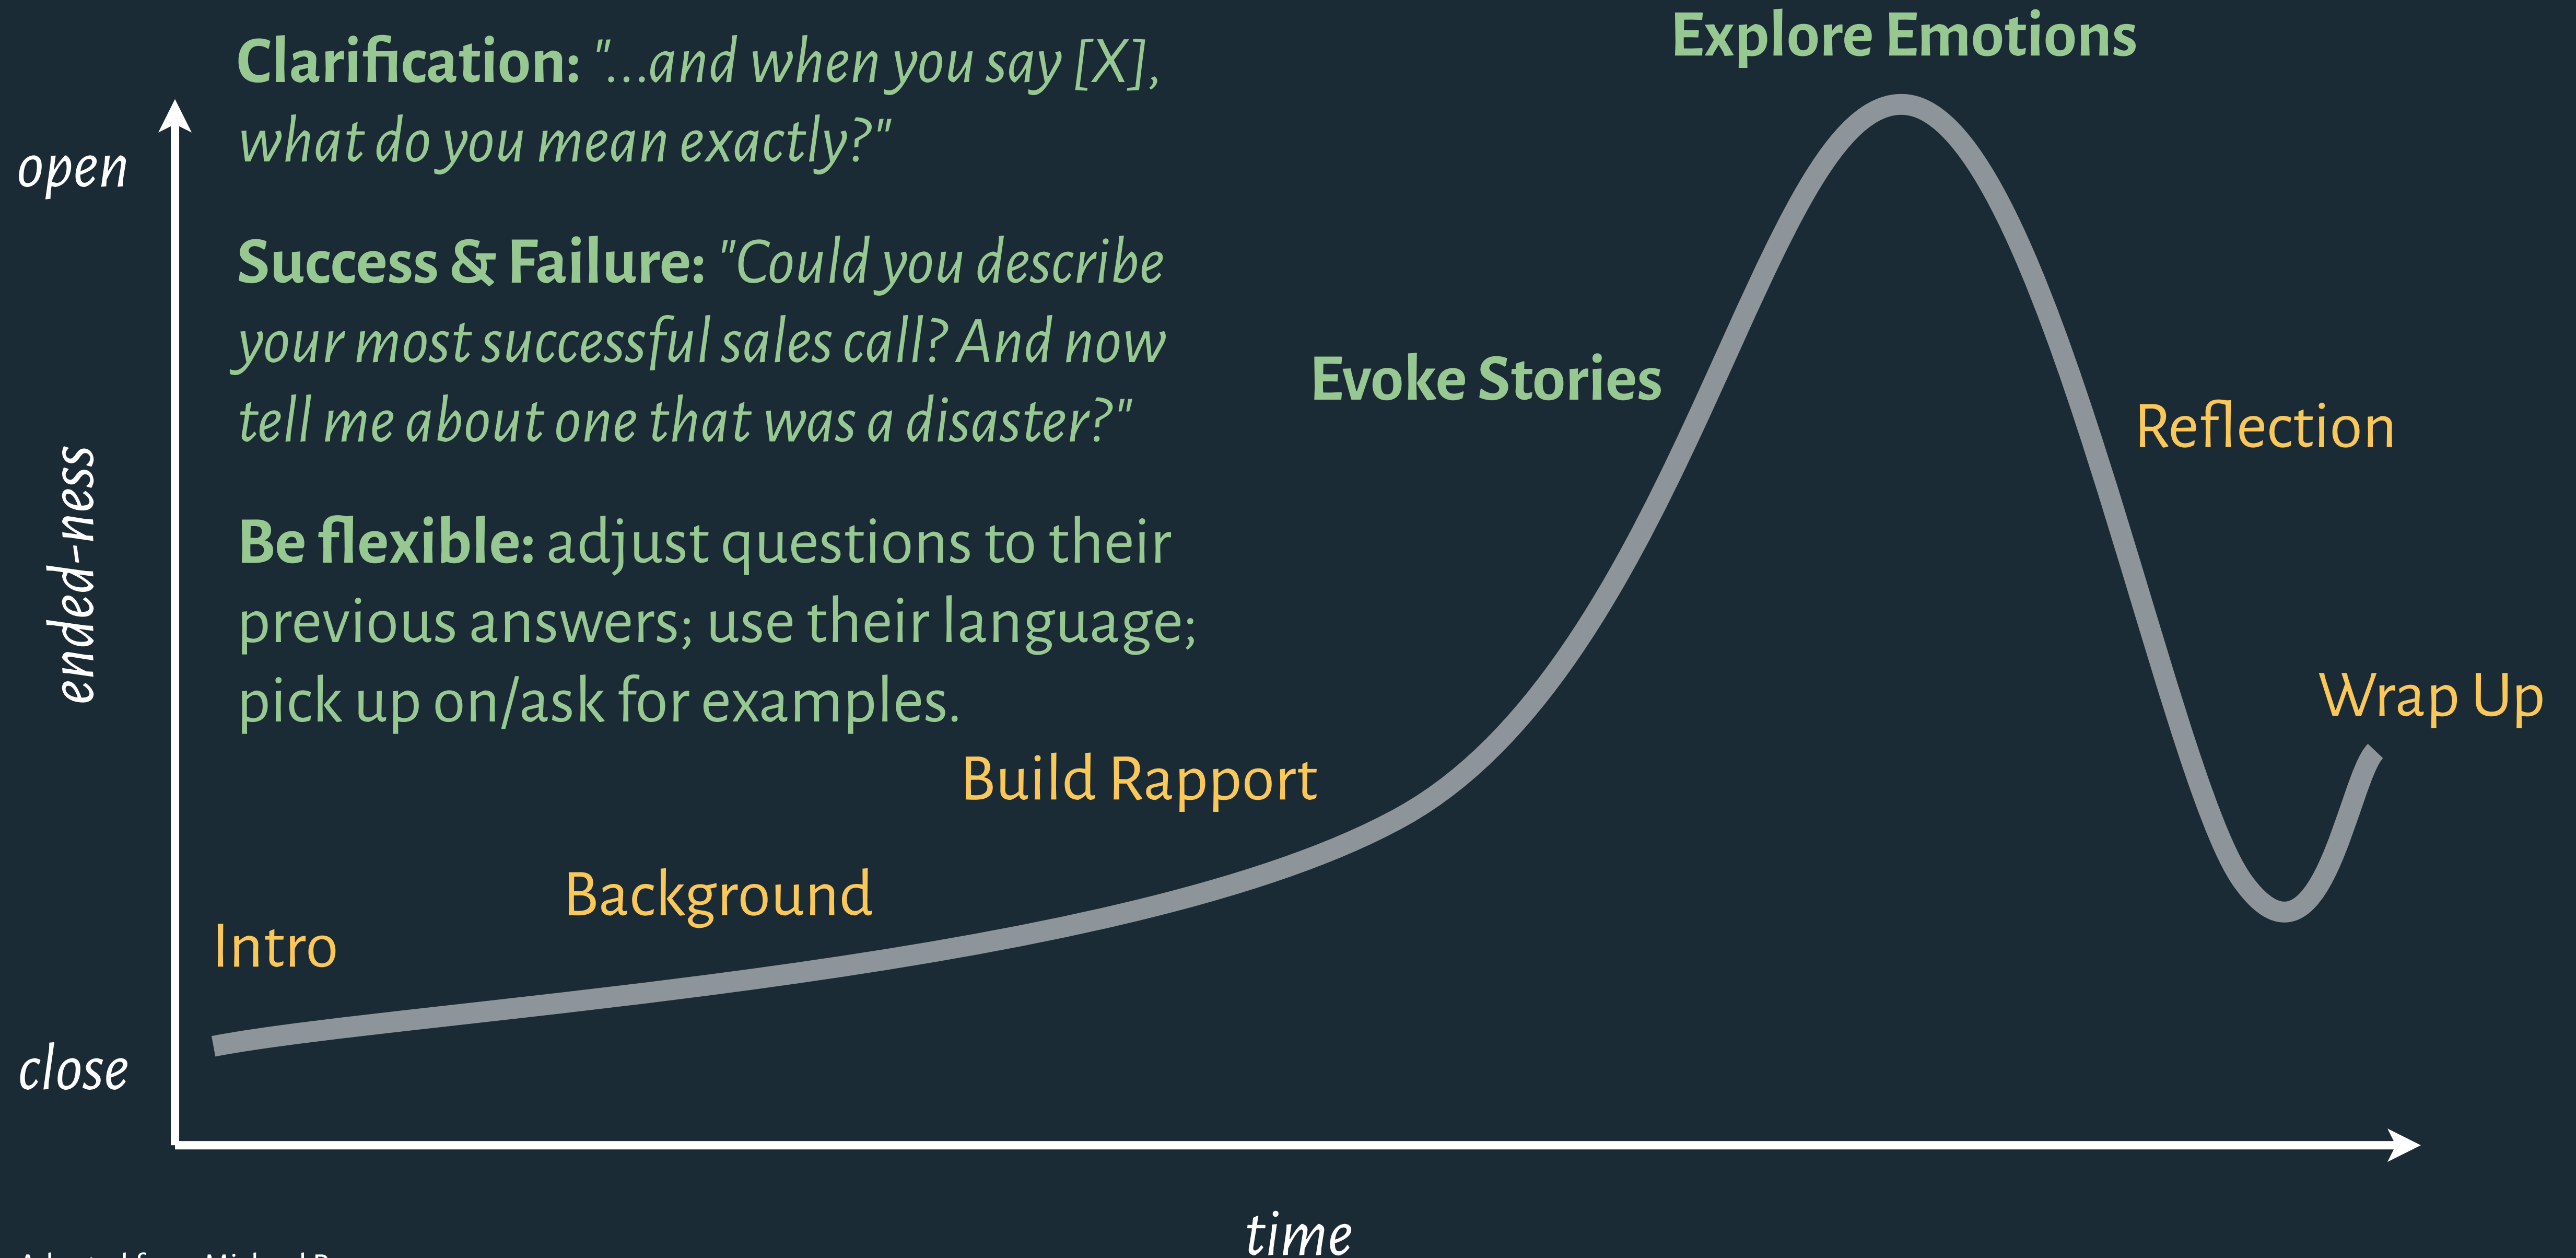 Explore Emotions
Clarification: "...and when you say [X],
what do you mean exactly?"
open
Success & Failure: "Could you describe
your most successful sales call? And now
tell me about one that was a disaster?"
Evoke Stories
Reflection
ended-ness
Be flexible: adjust questions to their
previous answers; use their language;
pick up on/ask for examples.
Wrap Up
Build Rapport
Background
Intro
close
time